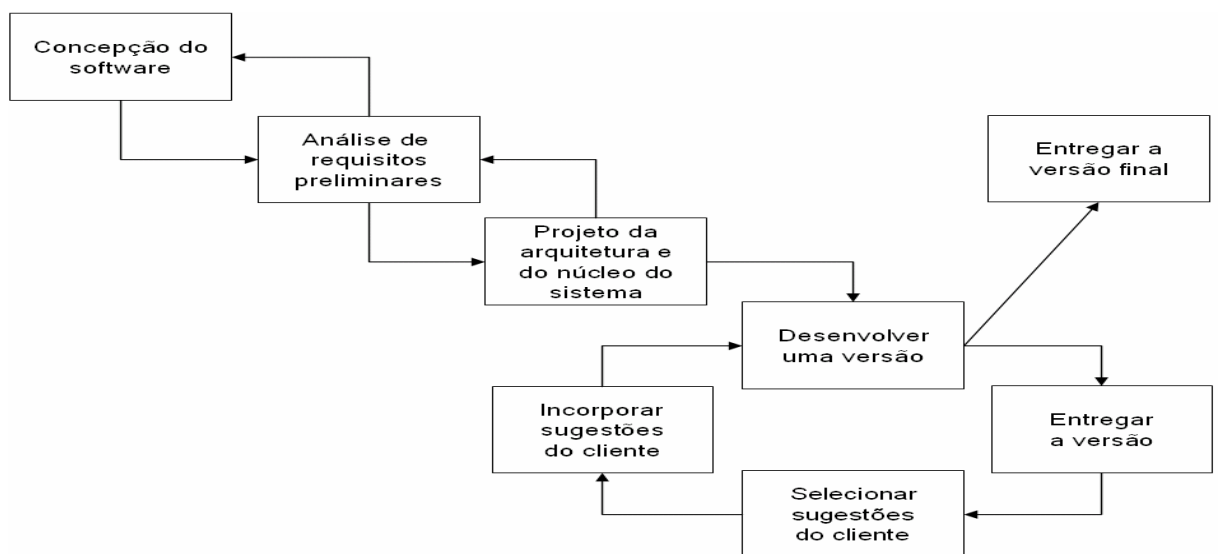 Concepção do
software
Análise de
requisitos
preliminares
Entregar a
versão final
Projeto da
arquitetura e
do núcleo do
sistema
Desenvolver
uma versão
Incorporar
sugestões
do cliente
Entregar
a versão
Selecionar
sugestões
do cliente